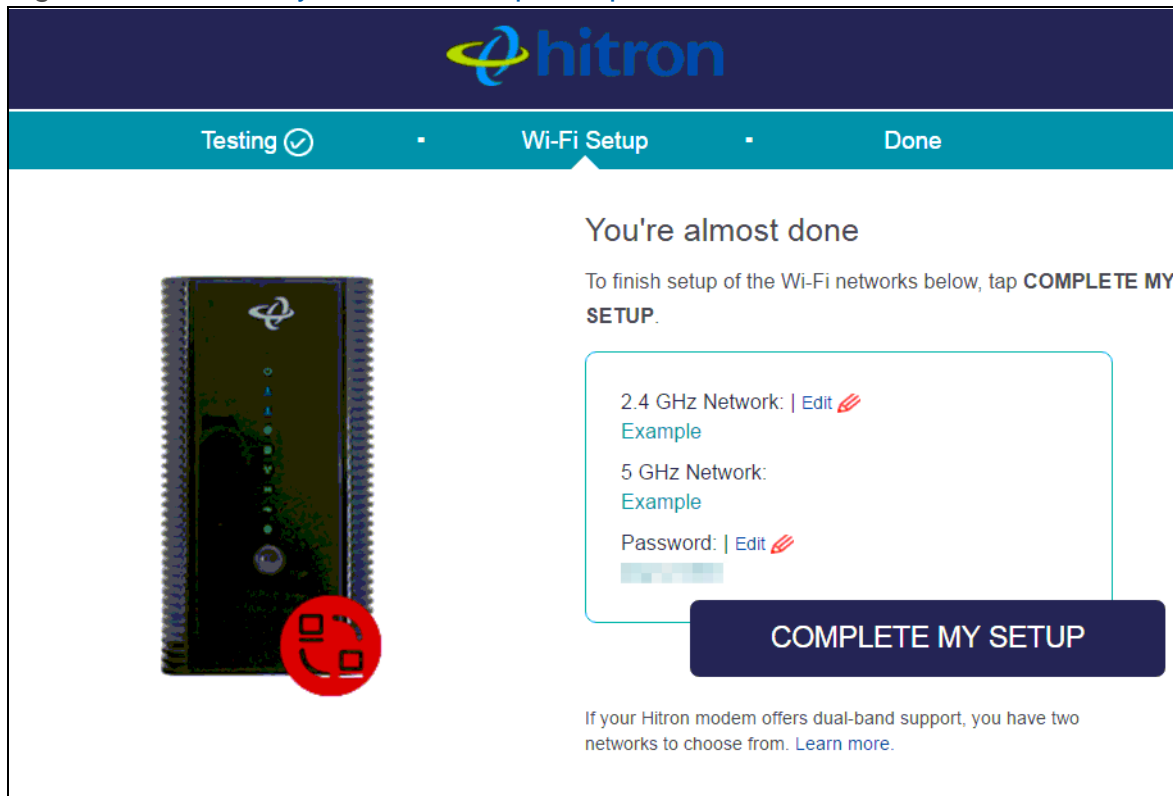 hitron
Testing
Wi-Fi Setup
Done
You're almost done
To finish setup of the Wi-Fi networks below, tap COMPLETE MY
SETUP.
2.4 GHz Network: | Edit
Example
5 GHz Network:
Example
Password: | Edit
COMPLETE MY SETUP
If your Hitron modem offers dual-band support, you have two
networks to choose from. Learn more.